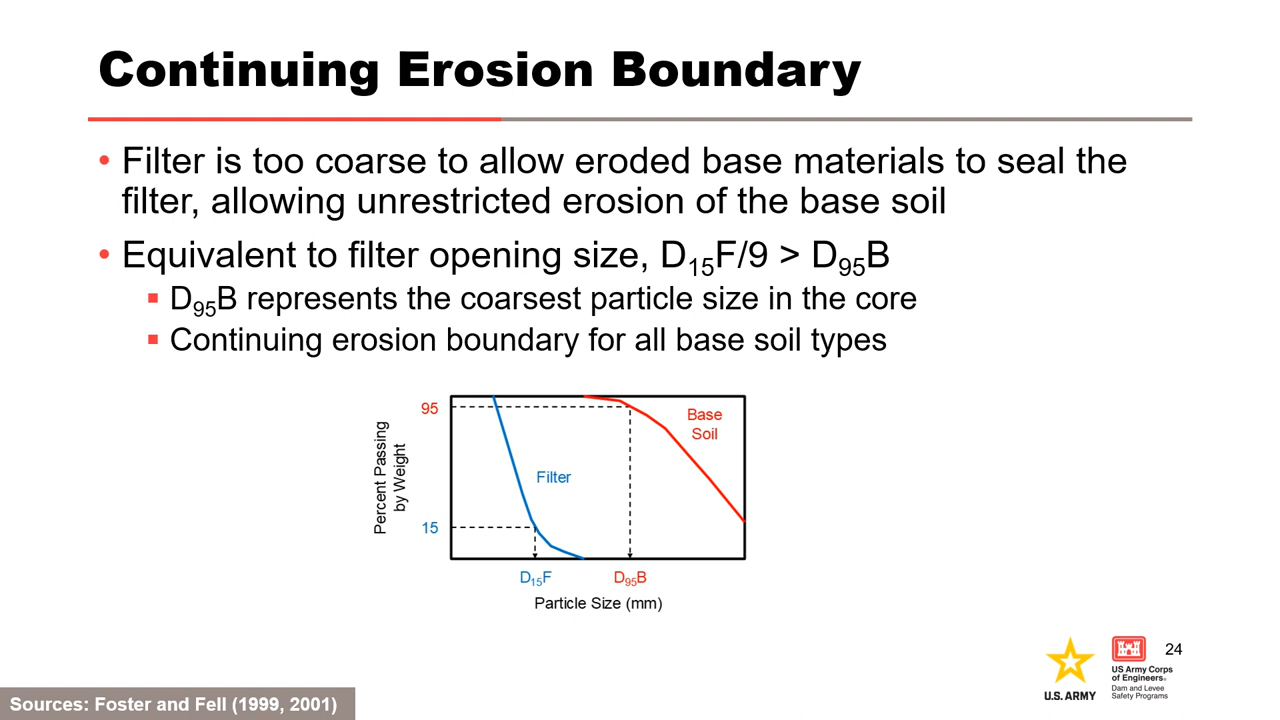 Continuing Erosion Boundary
• Filter is too coarse to allow eroded base materials to seal the
filter, allowing unrestricted erosion of the base soil
• Equivalent to filter opening size, D₁₅F/9 > D₉₅B
▪ D₉₅B represents the coarsest particle size in the core
▪ Continuing erosion boundary for all base soil types
Percent Passing
by Weight
95
15
Filter
Base
Soil
D₁₅F
D₉₅B
Particle Size (mm)
U.S. ARMY
US Army Corps
of Engineers®
Dam and Levee
Safety Programs
24
Sources: Foster and Fell (1999, 2001)